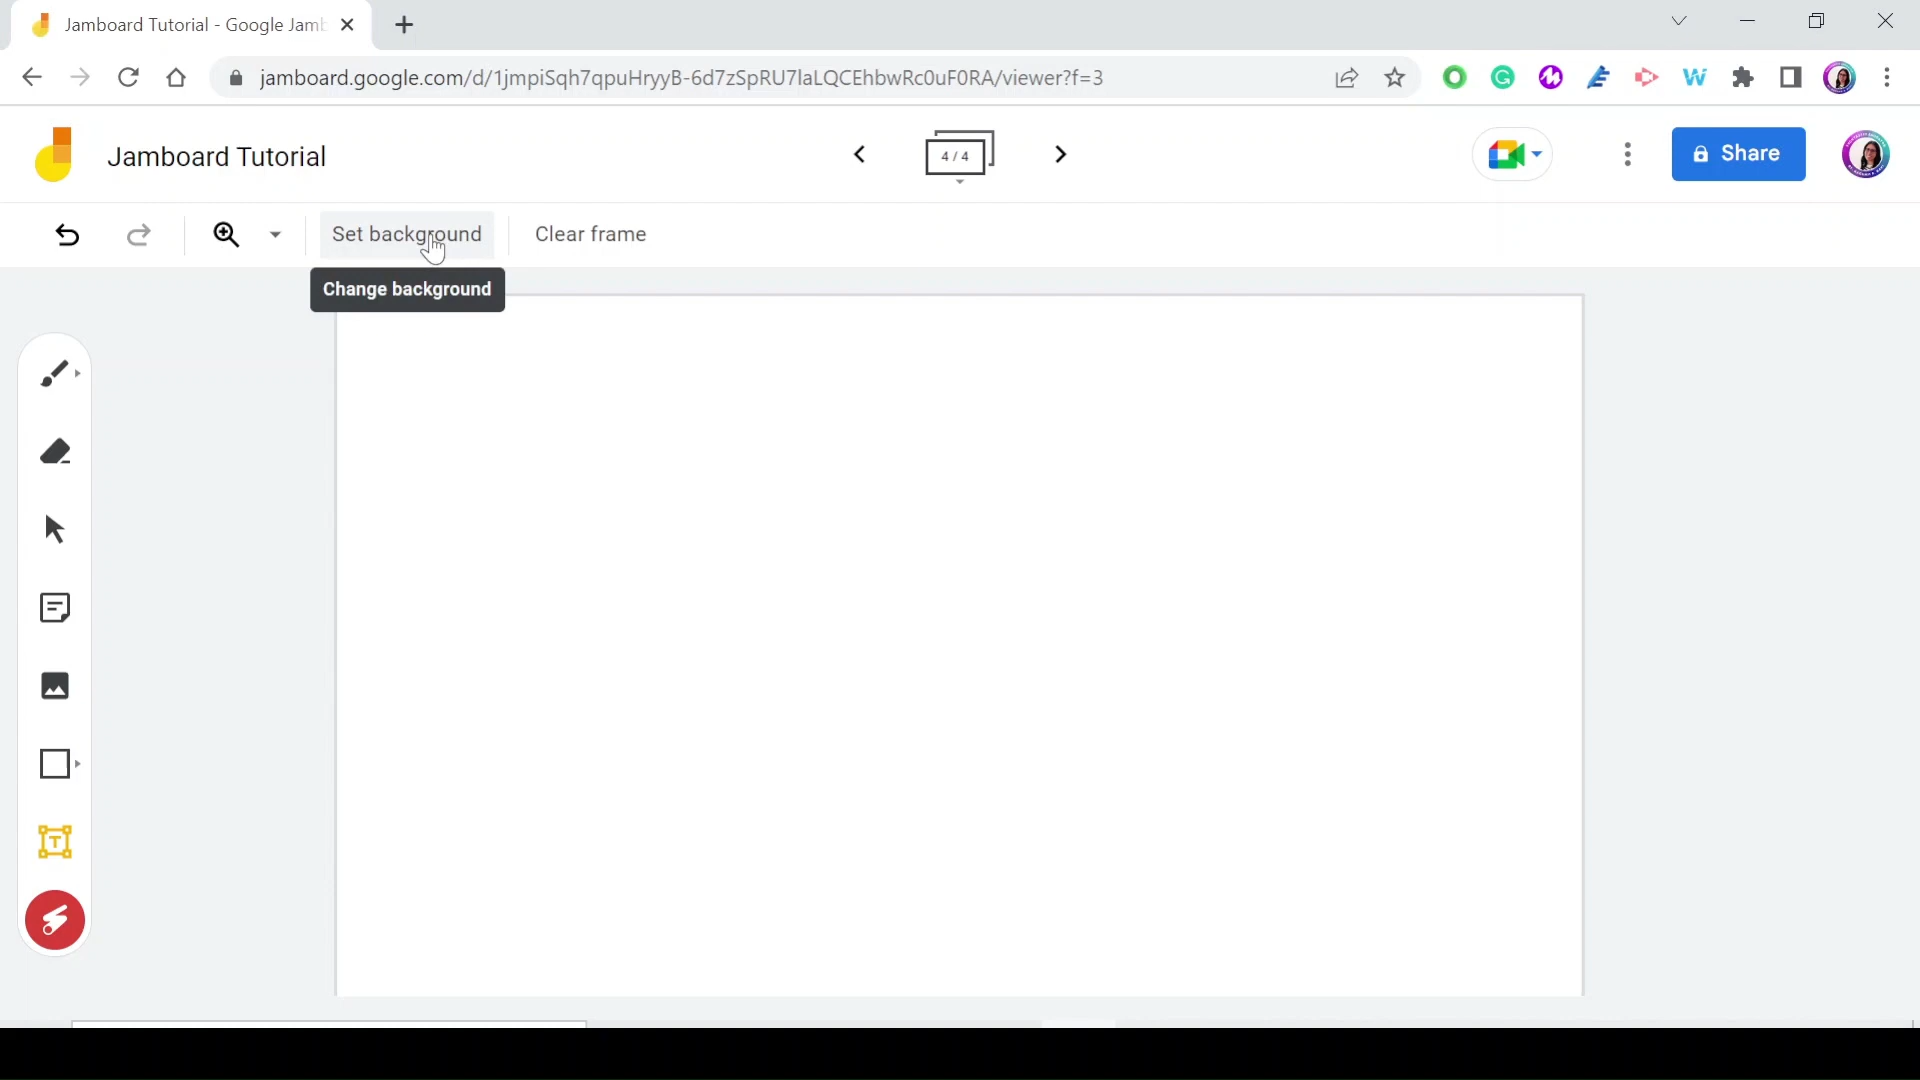 Jamboard Tutorial - Google Jamb
jamboard.google.com/d/1jmpiSqh7qpuHryyB-6d7zSpRU7laLQCEhbwRc0uF0RA/viewer?f=3
Jamboard Tutorial
4 / 4
Share
Set background
Clear frame
Change background